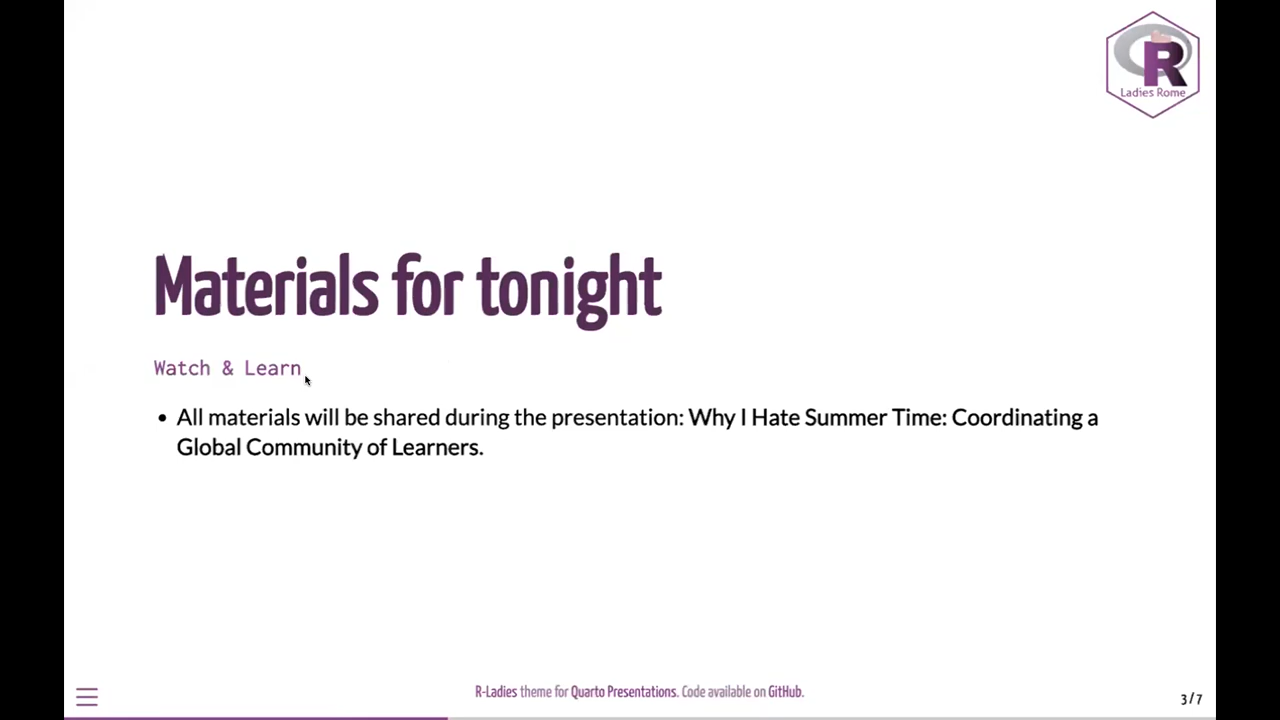 R
Ladies Rome
Materials for tonight
Watch & Learn
• All materials will be shared during the presentation: Why I Hate Summer Time: Coordinating a
Global Community of Learners.
R-Ladies theme for Quarto Presentations. Code available on GitHub.
3 / 7